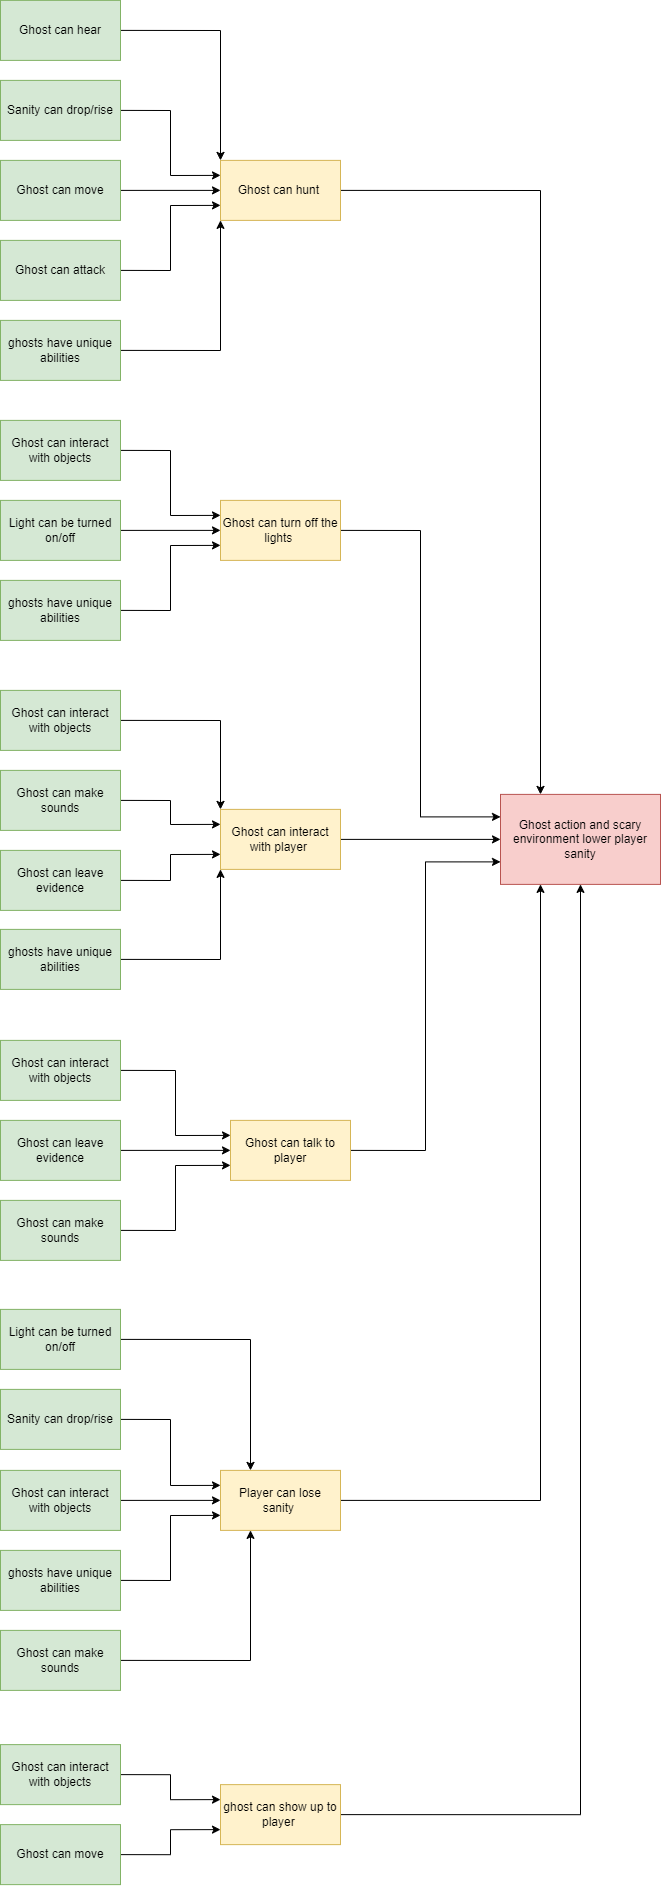 Ghost can hear
Sanity can drop/rise
Ghost can move
Ghost can hunt
Ghost can attack
ghosts have unique
abilities
Ghost can interact
with objects
Light can be turned
on/off
Ghost can turn off the
lights
ghosts have unique
abilities
Ghost can interact
with objects
Ghost can make
sounds
Ghost can interact
with player
Ghost can leave
evidence
ghosts have unique
abilities
Ghost action and scary
environment lower player
sanity
Ghost can interact
with objects
Ghost can leave
evidence
Ghost can talk to
player
Ghost can make
sounds
Light can be turned
on/off
Sanity can drop/rise
Ghost can interact
with objects
Player can lose
sanity
ghosts have unique
abilities
Ghost can make
sounds
Ghost can interact
with objects
ghost can show up to
player
Ghost can move